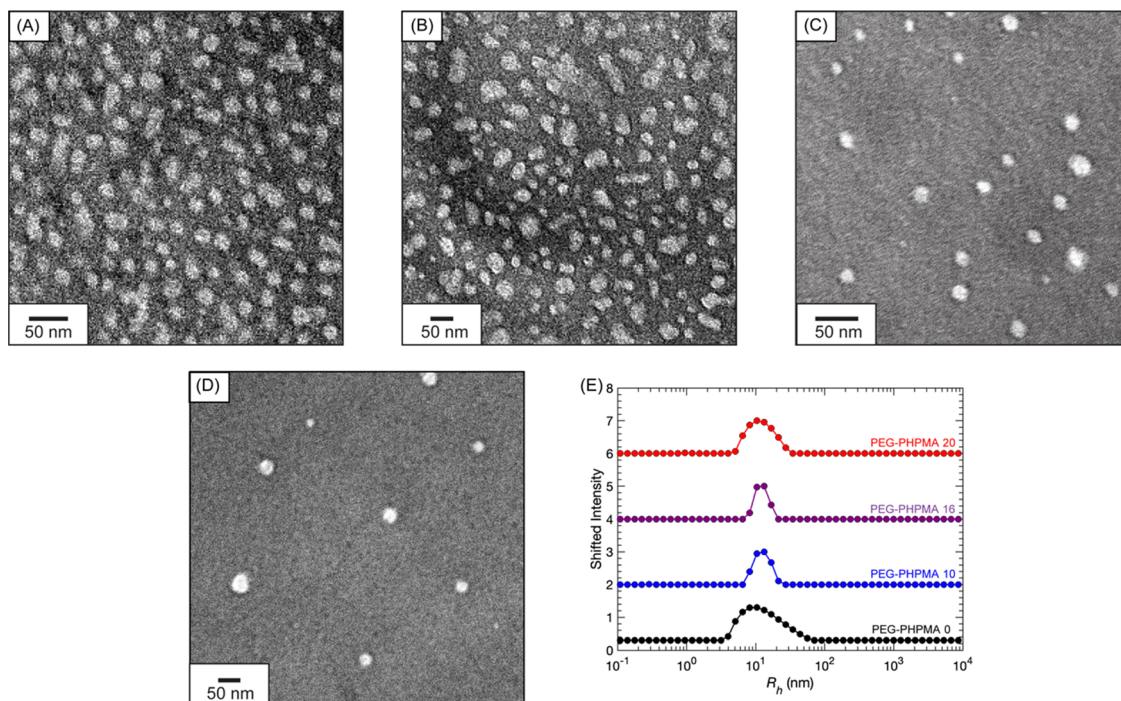 (A)
50 nm
(B)
50 nm
(C)
50 nm
(D)
50 nm
(E)
8
7
6
5
4
3
2
1
0
Shifted Intensity
PEG-PHPMA 20
PEG-PHPMA 16
PEG-PHPMA 10
PEG-PHPMA 0
10⁻¹ 10⁰ 10¹ 10² 10³ 10⁴
Rₕ (nm)